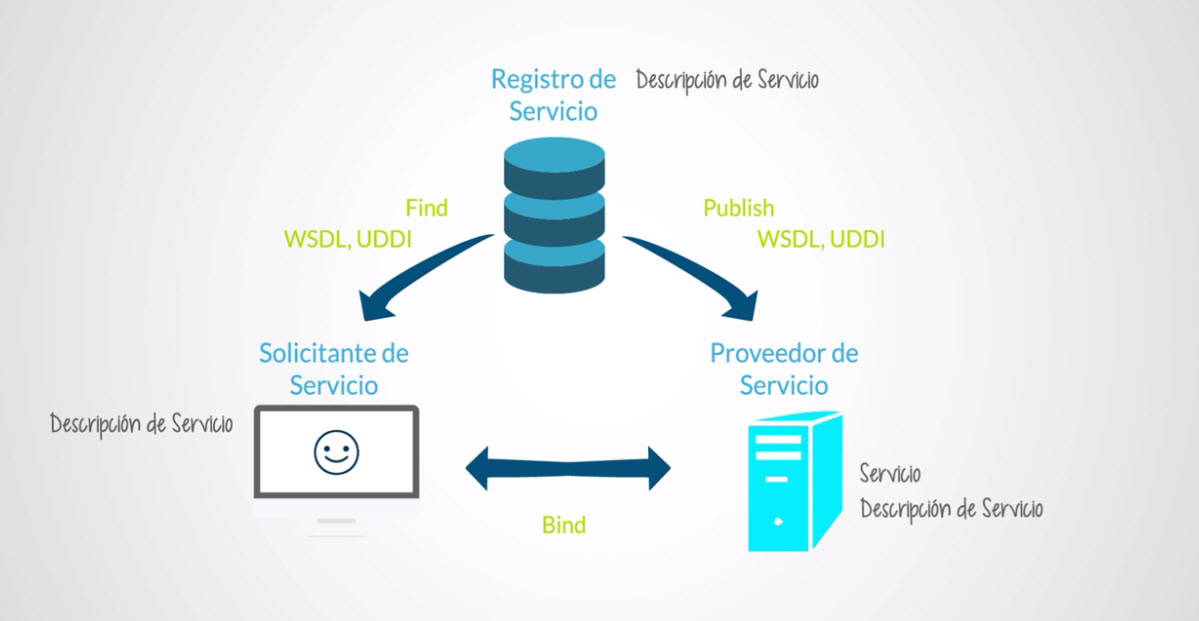 Registro de
Servicio
Descripción de Servicio
Find
WSDL, UDDI
Publish
WSDL, UDDI
Solicitante de
Servicio
Descripción de Servicio
Proveedor de
Servicio
Servicio
Descripción de Servicio
Bind